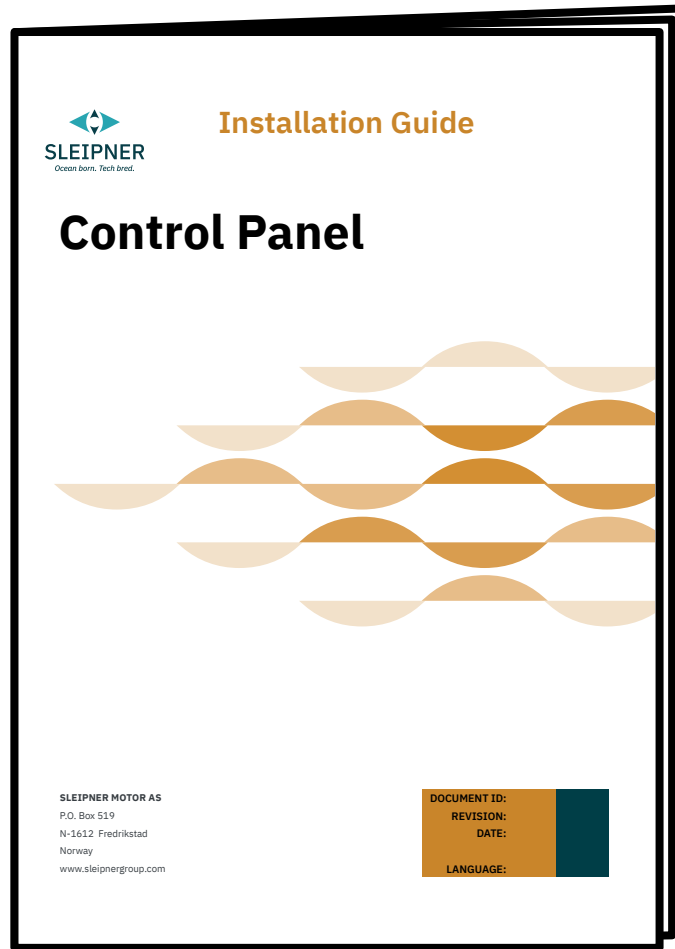 Installation Guide
SLEIPNER
Ocean born. Tech bred.
Control Panel
SLEIPNER MOTOR AS
P.O. Box 519
N-1612 Fredrikstad
Norway
www.sleipnergroup.com
DOCUMENT ID:
REVISION:
DATE:
LANGUAGE: